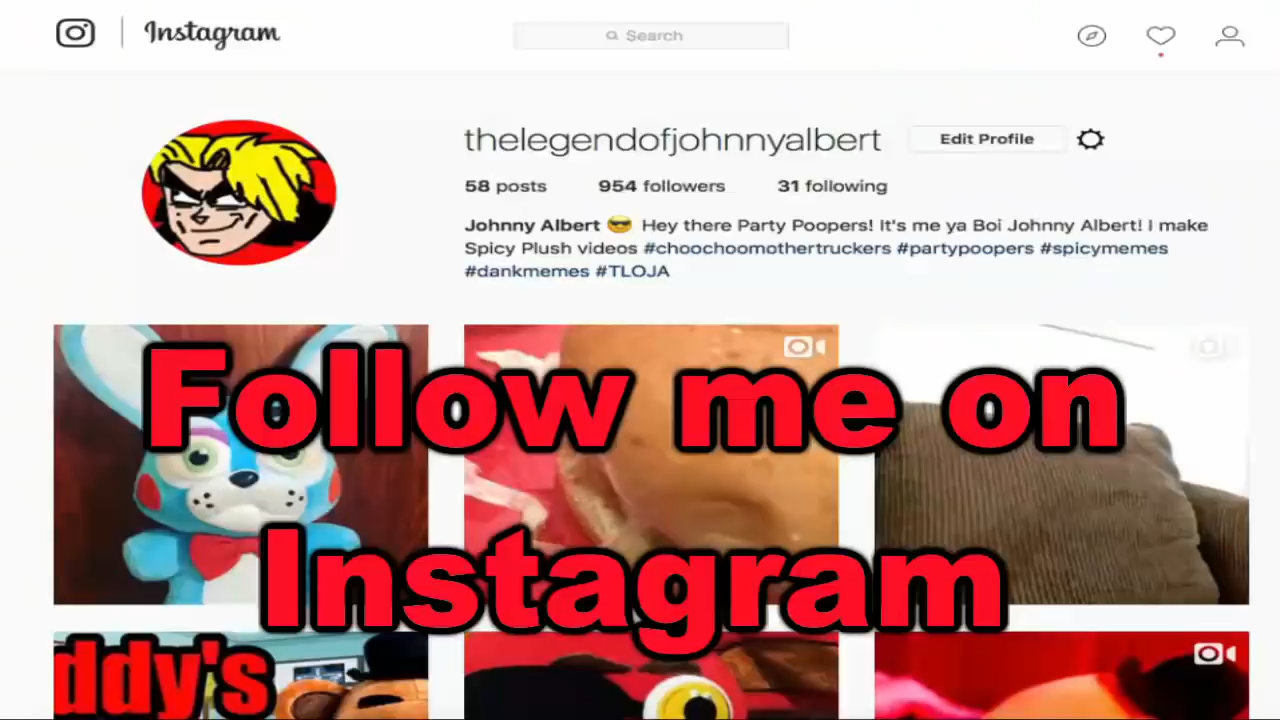 Instagram
Search
thelegendofjohnnyalbert Edit Profile
58 posts 954 followers 31 following
Johnny Albert 😎 Hey there Party Poopers! It's me ya Boi Johnny Albert! I make
Spicy Plush videos #choochoomothertruckers #partypoopers #spicymemes
#dankmemes #TLOJA
Follow me on
Instagram
ddy's